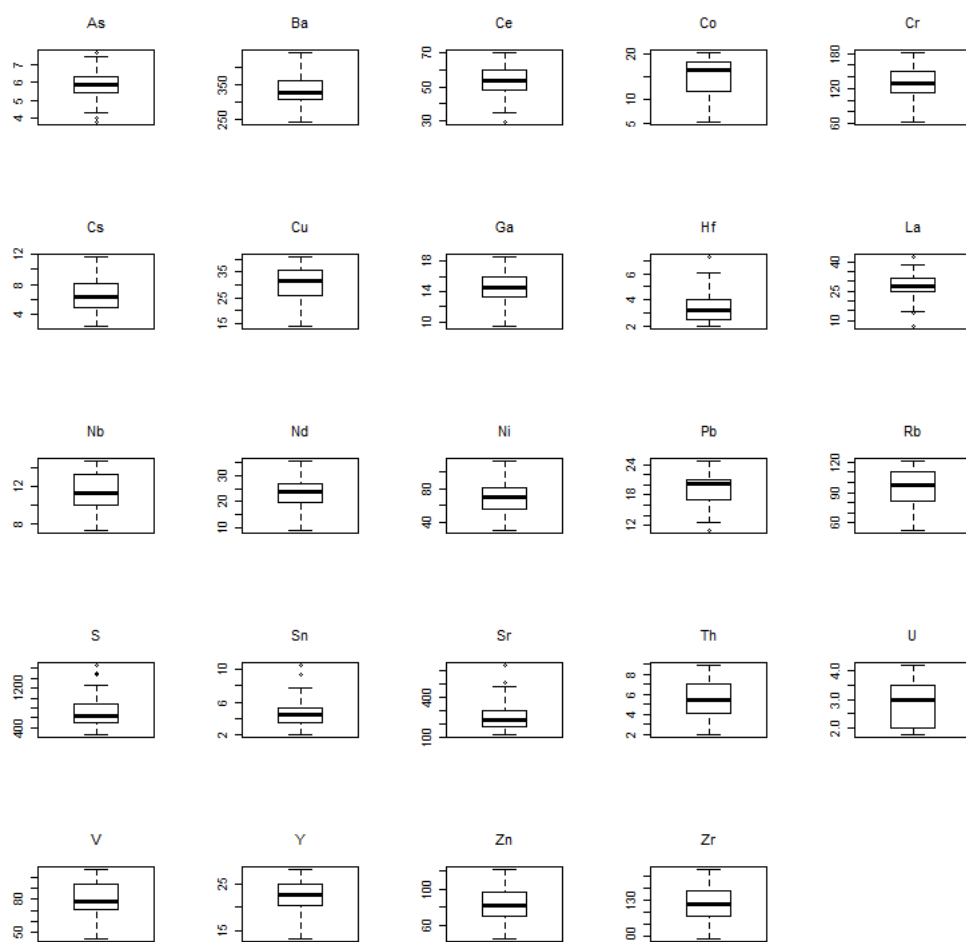 As Ba Ce Co Cr
4 5 6 7
250 350
30 50 60 70
5 10 20
60 120 180
Cs Cu Ga Hf La
4 8 12
15 25 35
10 14 18
2 4 6
10 25 40
Nb Nd Ni Pb Rb
8 12
10 20 30
40 80
12 18 24
60 90 120
S Sn Sr Th U
400 1200
2 6 10
100 400
2 4 6 8
2.0 3.0 4.0
V Y Zn Zr
50 80
15 25
60 100
00 130